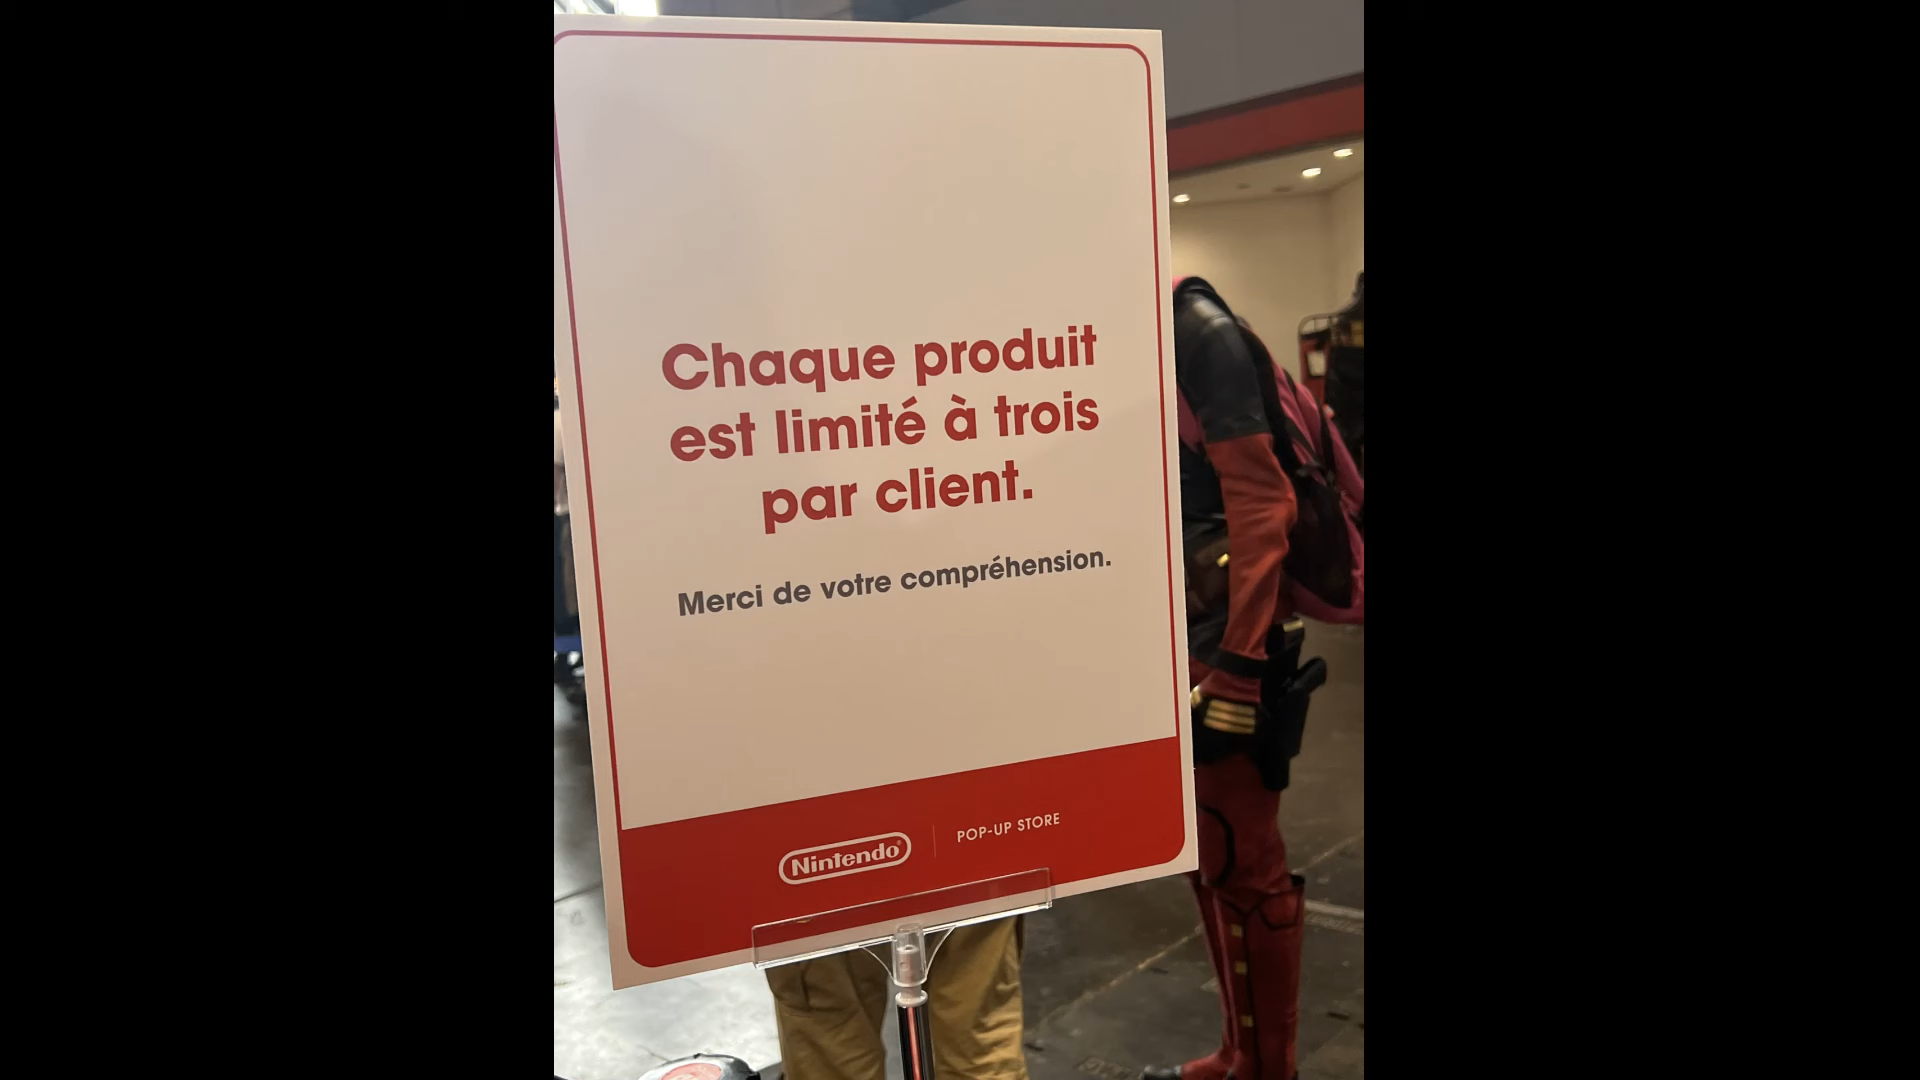 Chaque produit
est limité à trois
par client.
Merci de votre compréhension.
Nintendo
POP-UP STORE